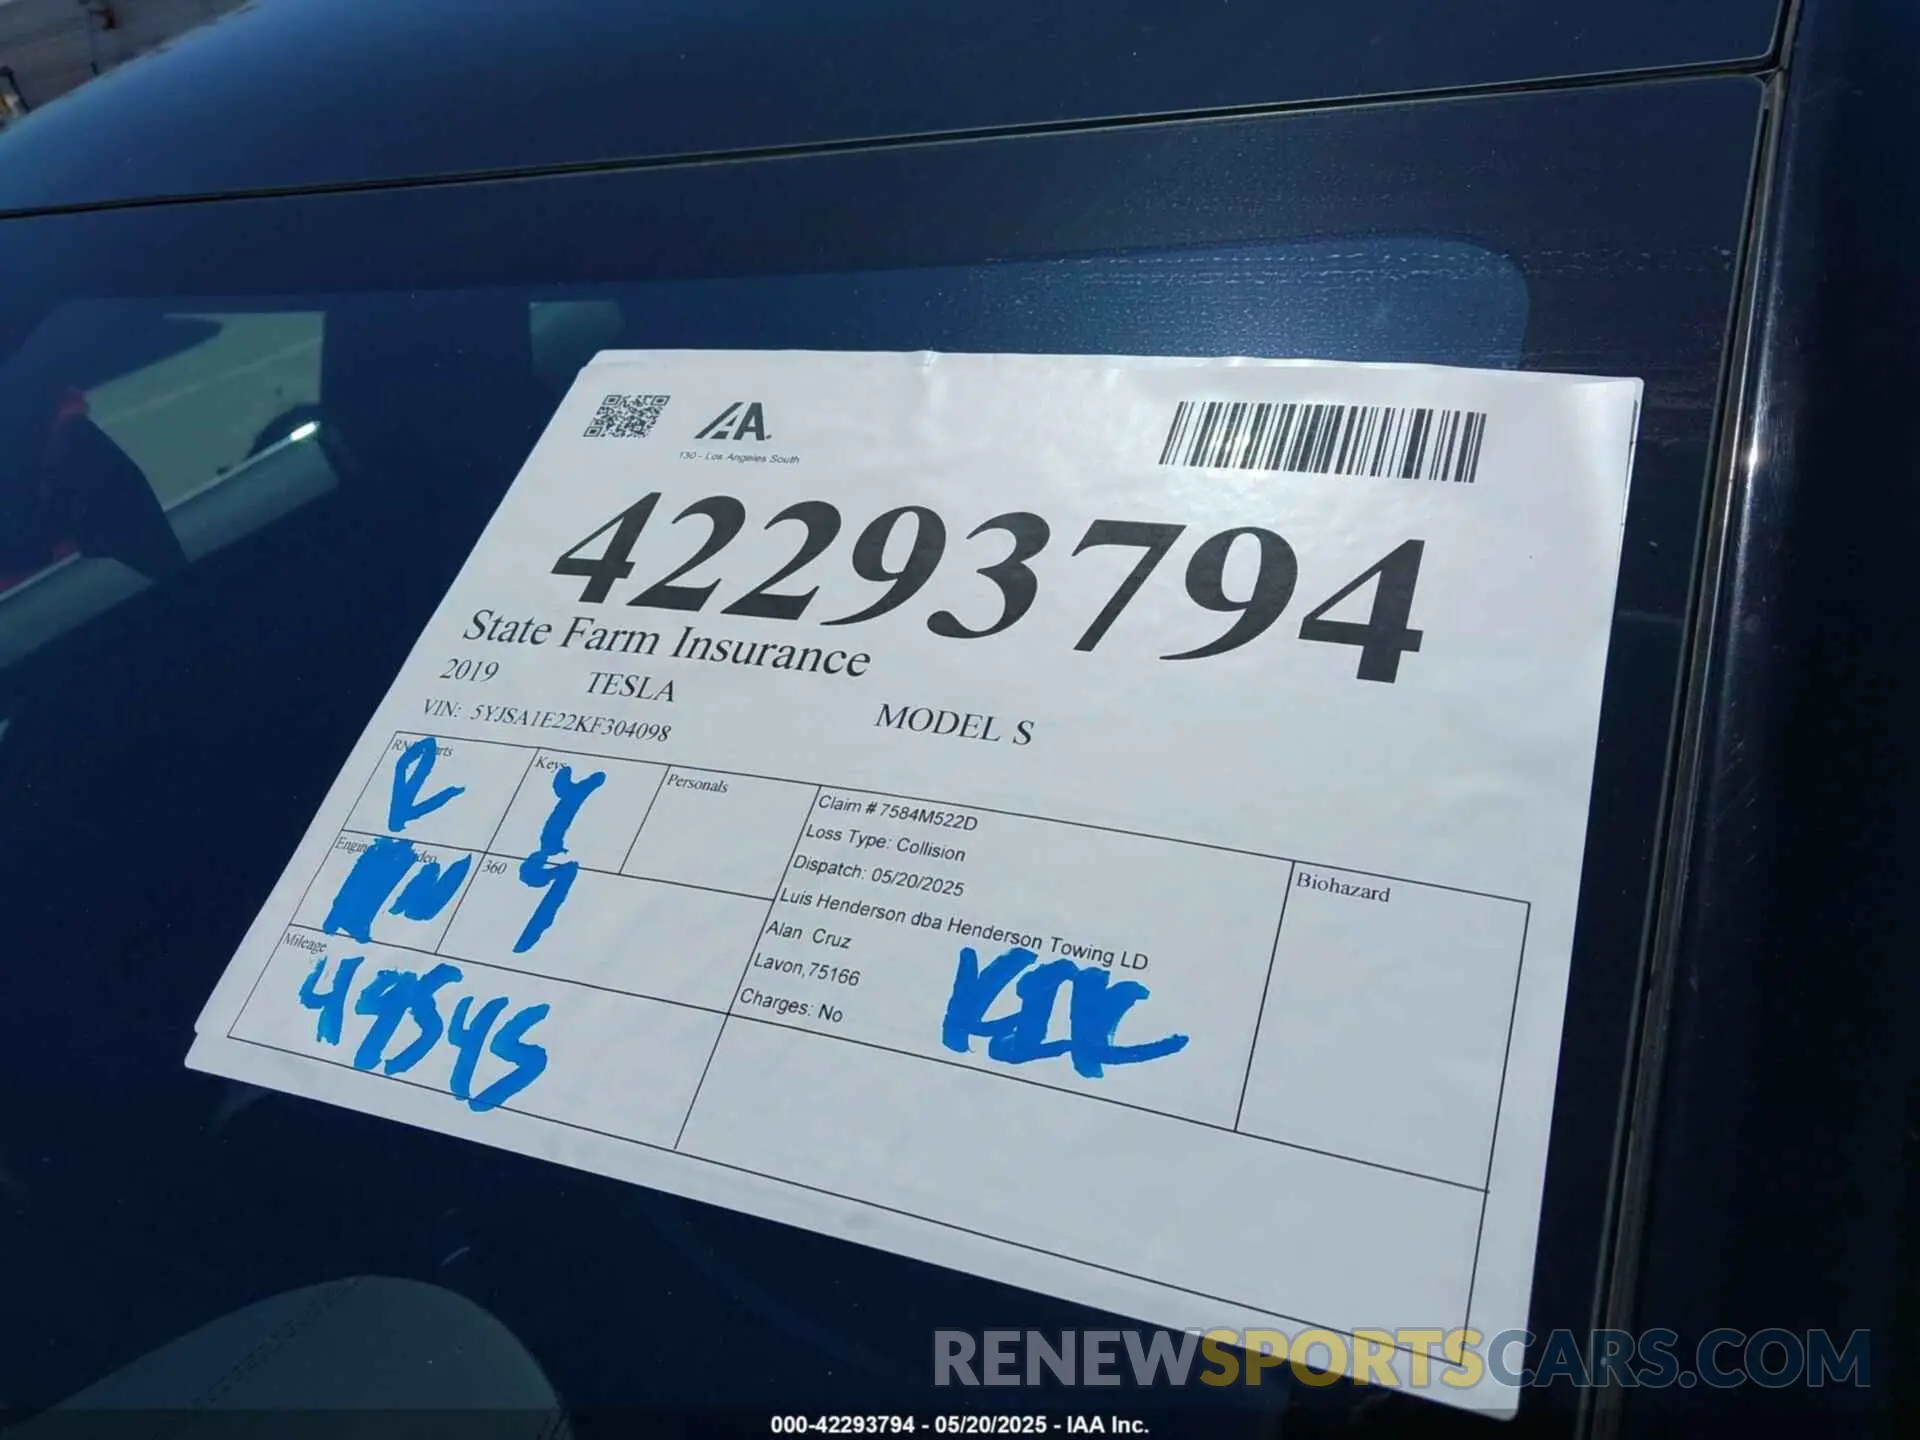 IAA
130 - Los Angeles South
42293794
State Farm Insurance
2019 TESLA MODEL S
VIN: 5YJSA1E22KF304098
Keys Y
Personals
R
360 Y
Mileage
49545
Claim # 7584M522D
Loss Type: Collision
Dispatch: 05/20/2025
Luis Henderson dba Henderson Towing LD
Alan Cruz
Lavon,75166
Charges: No
Biohazard
RENEWSPORTSCARS.COM
000-42293794 - 05/20/2025 - IAA Inc.